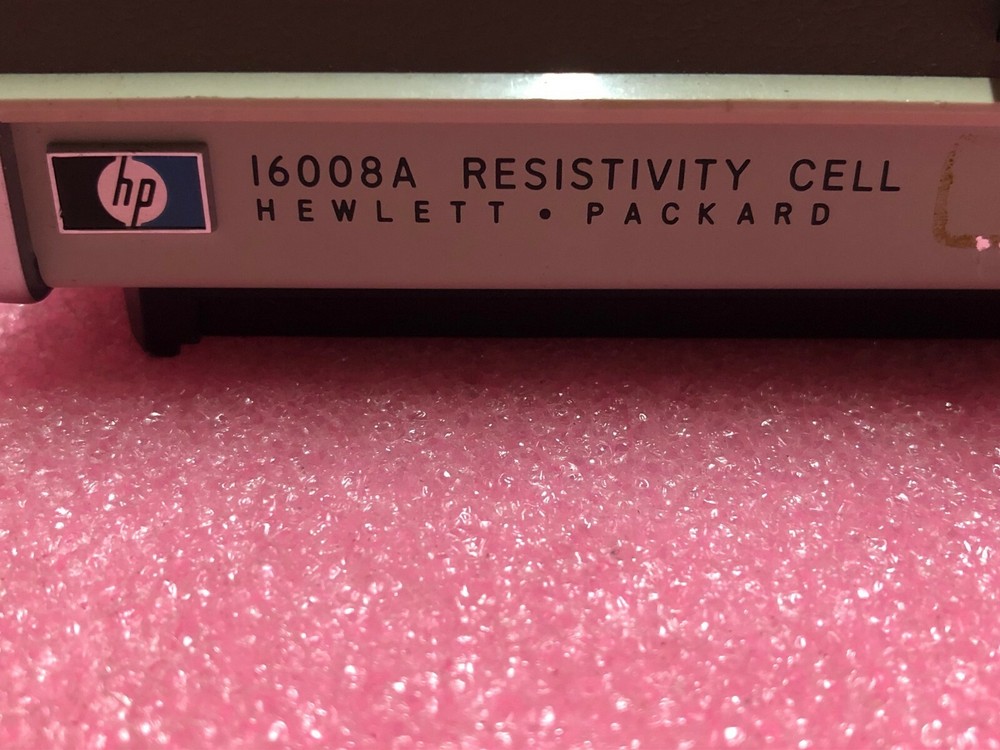 hp
16008A RESISTIVITY CELL
HEWLETT • PACKARD